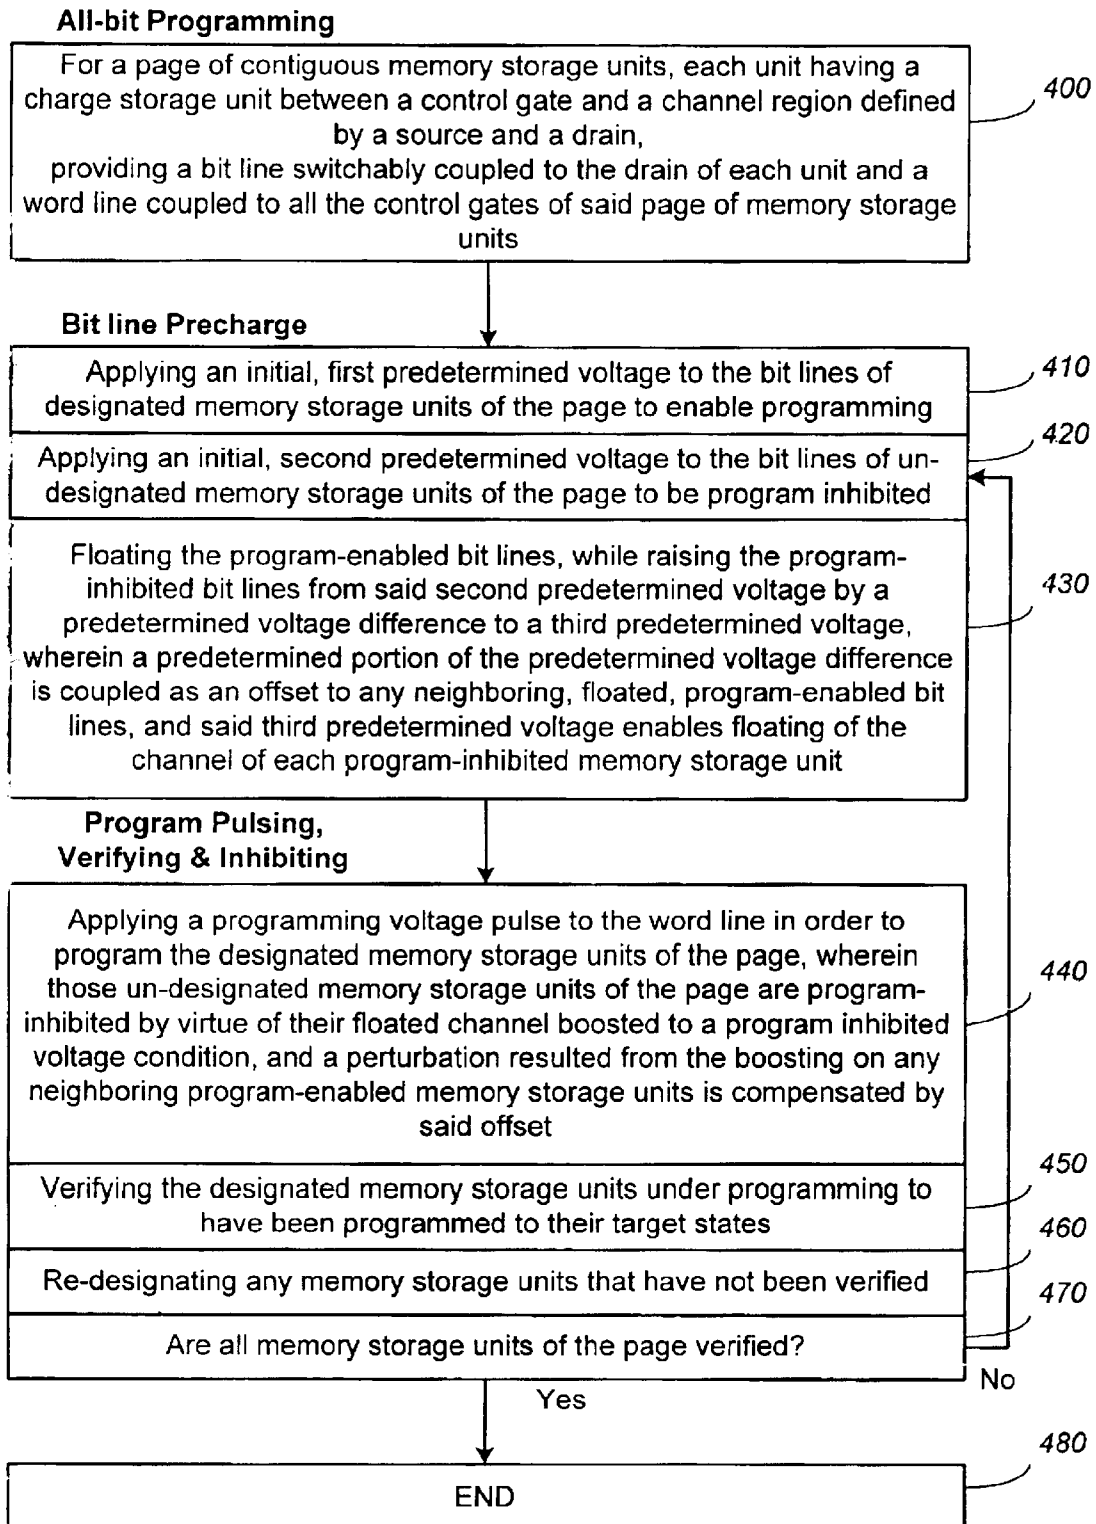 All-bit Programming
For a page of contiguous memory storage units, each unit having a
charge storage unit between a control gate and a channel region defined
by a source and a drain,
providing a bit line switchably coupled to the drain of each unit and a
word line coupled to all the control gates of said page of memory storage
units
400
Bit line Precharge
Applying an initial, first predetermined voltage to the bit lines of
designated memory storage units of the page to enable programming
410
Applying an initial, second predetermined voltage to the bit lines of un-
designated memory storage units of the page to be program inhibited
420
Floating the program-enabled bit lines, while raising the program-
inhibited bit lines from said second predetermined voltage by a
predetermined voltage difference to a third predetermined voltage,
wherein a predetermined portion of the predetermined voltage difference
is coupled as an offset to any neighboring, floated, program-enabled bit
lines, and said third predetermined voltage enables floating of the
channel of each program-inhibited memory storage unit
430
Program Pulsing,
Verifying & Inhibiting
Applying a programming voltage pulse to the word line in order to
program the designated memory storage units of the page, wherein
those un-designated memory storage units of the page are program-
inhibited by virtue of their floated channel boosted to a program inhibited
voltage condition, and a perturbation resulted from the boosting on any
neighboring program-enabled memory storage units is compensated by
said offset
440
Verifying the designated memory storage units under programming to
have been programmed to their target states
450
Re-designating any memory storage units that have not been verified
460
Are all memory storage units of the page verified?
470
No
Yes
END
480